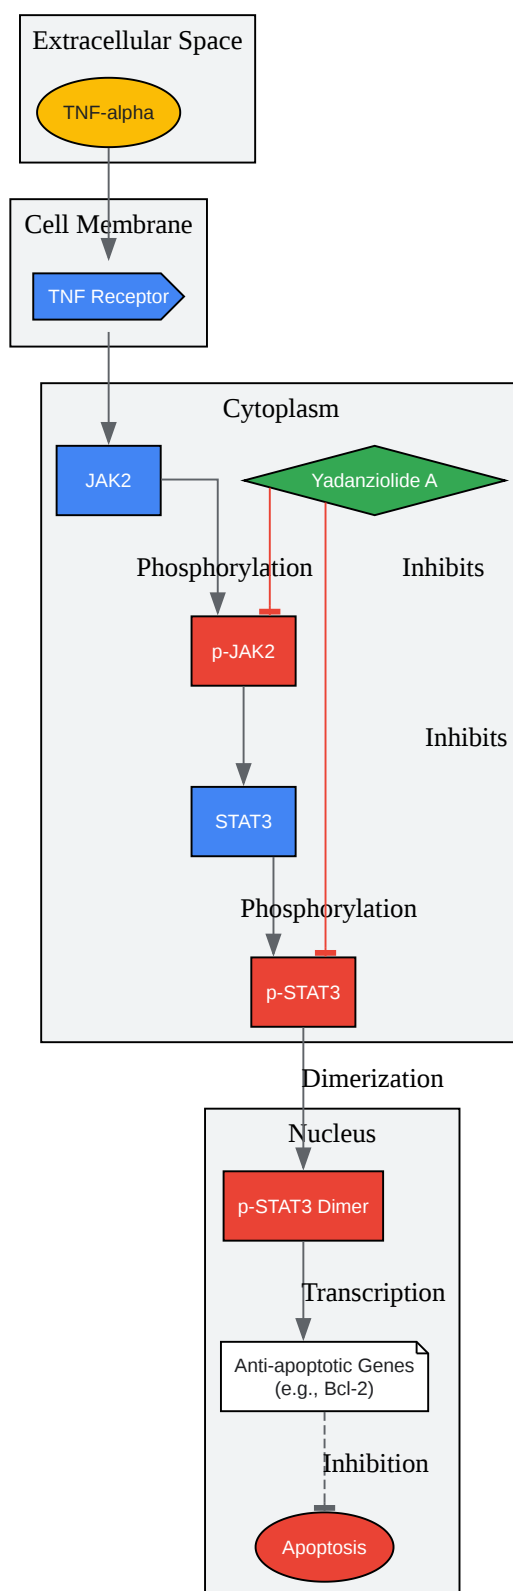 Extracellular Space
TNF-alpha
Cell Membrane
TNF Receptor
Cytoplasm
JAK2
Yadanziolide A
Phosphorylation
Inhibits
p-JAK2
Inhibits
STAT3
Phosphorylation
p-STAT3
Dimerization
Nucleus
p-STAT3 Dimer
Transcription
Anti-apoptotic Genes
(e.g., Bcl-2)
Inhibition
Apoptosis